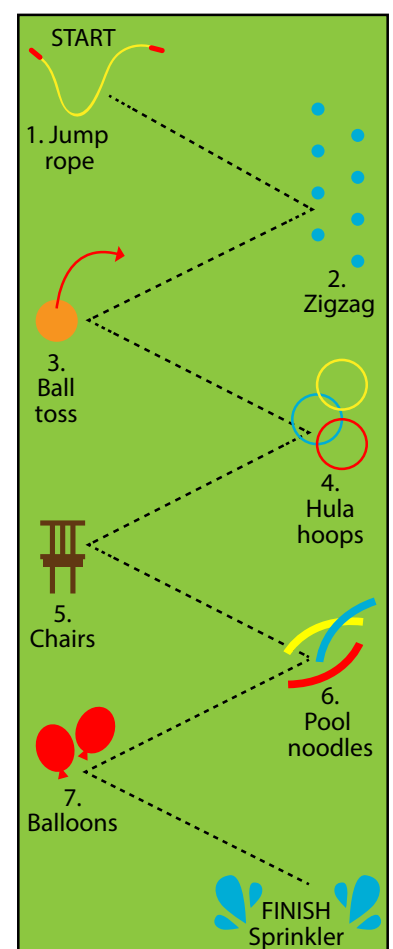 START
1. Jump
rope
2.
Zigzag
3.
Ball
toss
4.
Hula
hoops
5.
Chairs
6.
Pool
noodles
7.
Balloons
FINISH
Sprinkler